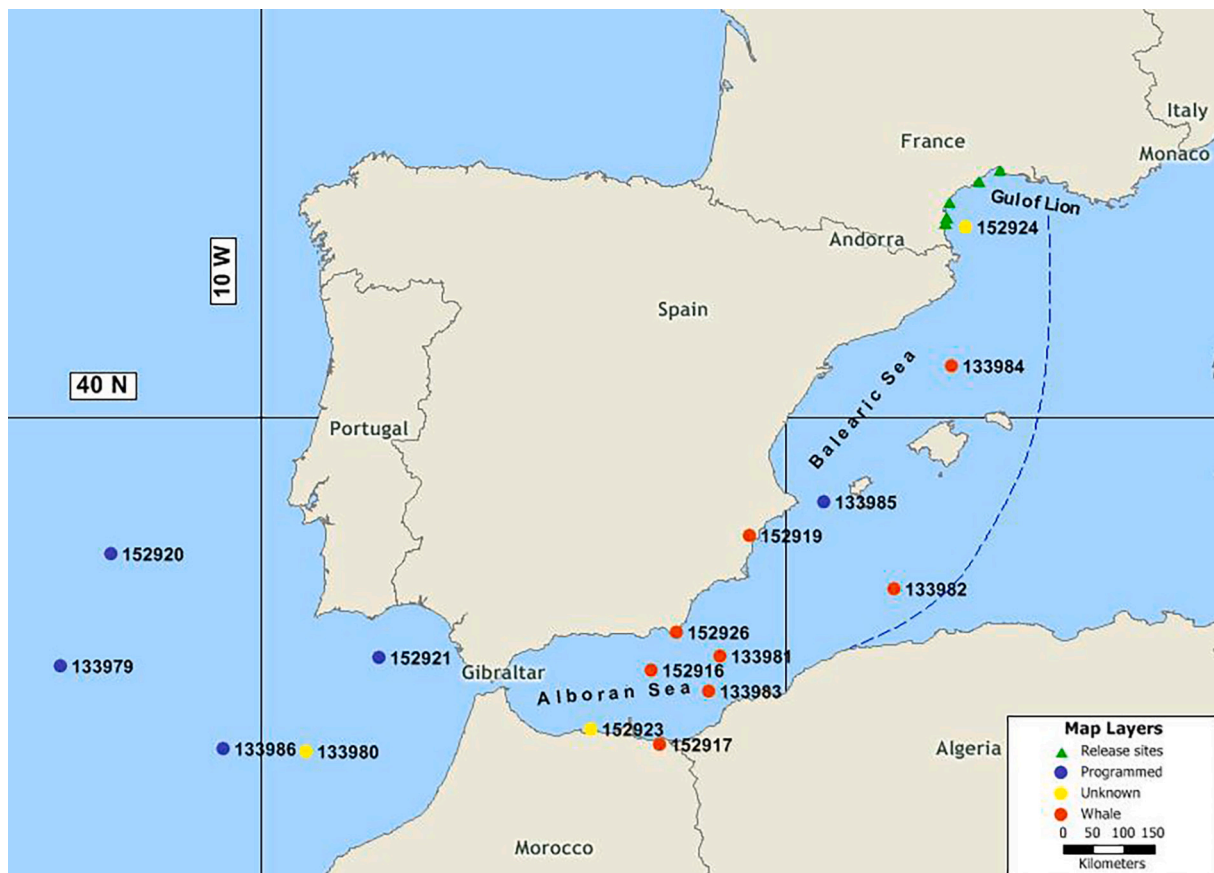 Italy
France
Monaco
Gulof Lion
152924
Andorra
10 W
Spain
133984
40 N
Balearic Sea
Portugal
133985
152919
152920
133982
152926
133981
152921
133979
Gibraltar
152916
Alboran Sea
133983
152923
152917
133986
133980
Algeria
Morocco
Map Layers
Release sites
Programmed
Unknown
Whale
0 50 100 150
Kilometers